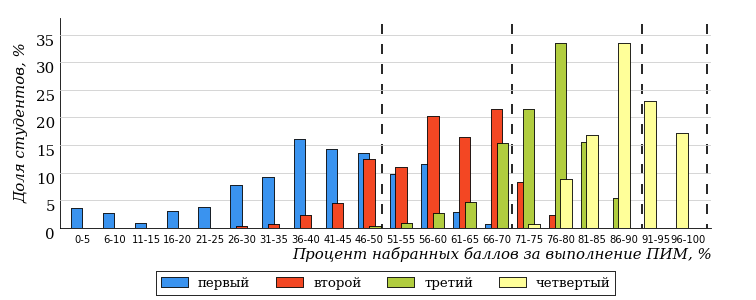 Доля студентов, %
35
30
25
20
15
10
5
0
0-5 6-10 11-15 16-20 21-25 26-30 31-35 36-40 41-45 46-50 51-55 56-60 61-65 66-70 71-75 76-80 81-85 86-90 91-95 96-100
Процент набранных баллов за выполнение ПИМ, %
первый второй третий четвертый